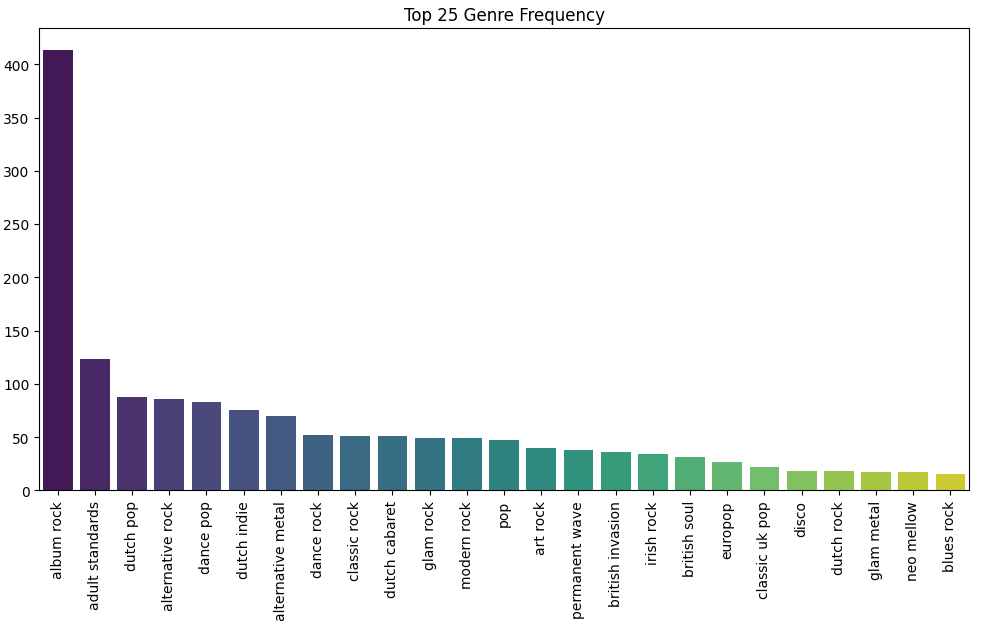 Top 25 Genre Frequency
400
350
300
250
200
150
100
50
0
album rock
adult standards
dutch pop
alternative rock
dance pop
dutch indie
alternative metal
dance rock
classic rock
dutch cabaret
glam rock
modern rock
pop
art rock
permanent wave
british invasion
irish rock
british soul
europop
classic uk pop
disco
dutch rock
glam metal
neo mellow
blues rock